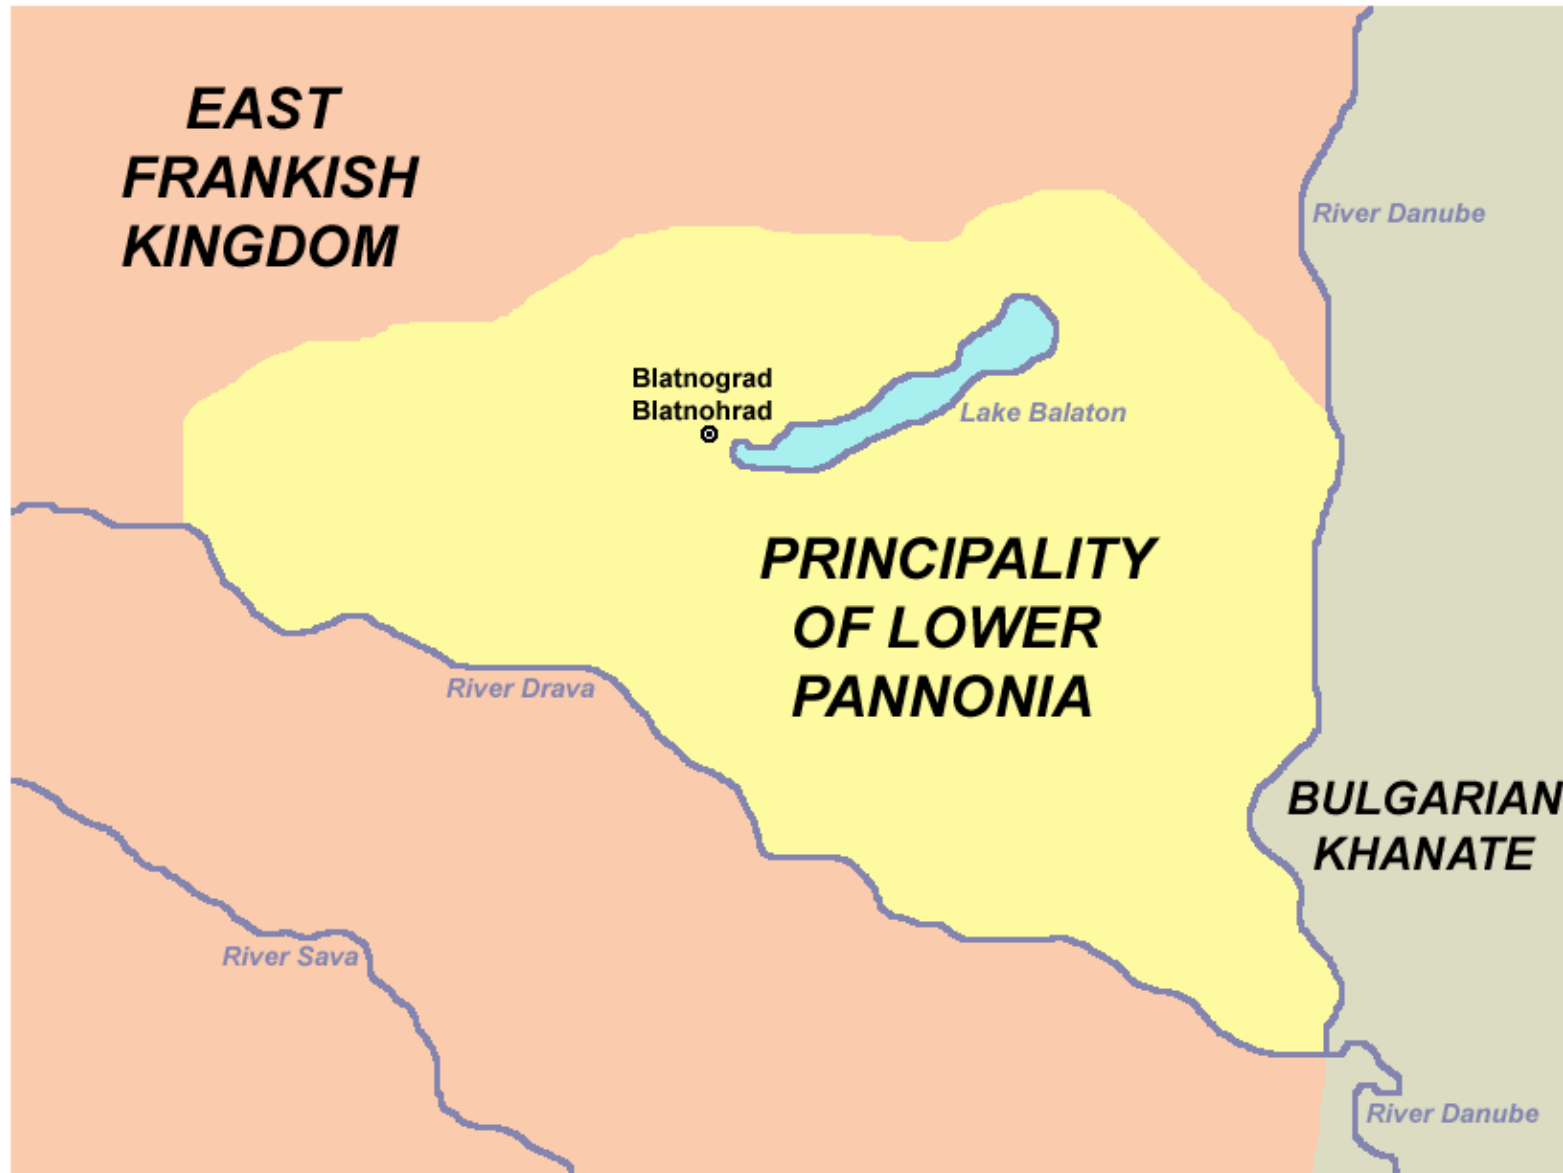 EAST
FRANKISH
KINGDOM
River Danube
Blatnograd
Blatnohrad
Lake Balaton
PRINCIPALITY
OF LOWER
PANNONIA
River Drava
BULGARIAN
KHANATE
River Sava
River Danube